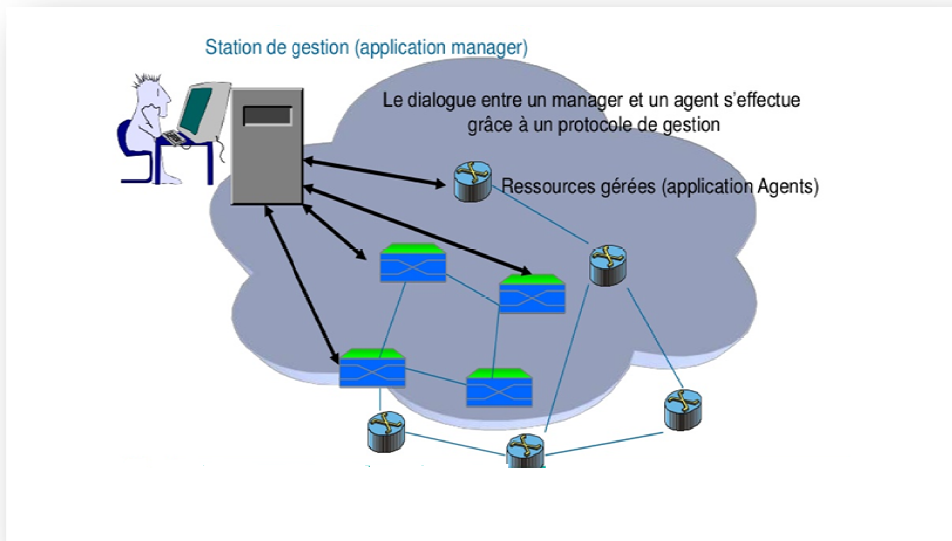 Station de gestion (application manager)
Le dialogue entre un manager et un agent s’effectue
grâce à un protocole de gestion
Ressources gérées (application Agents)